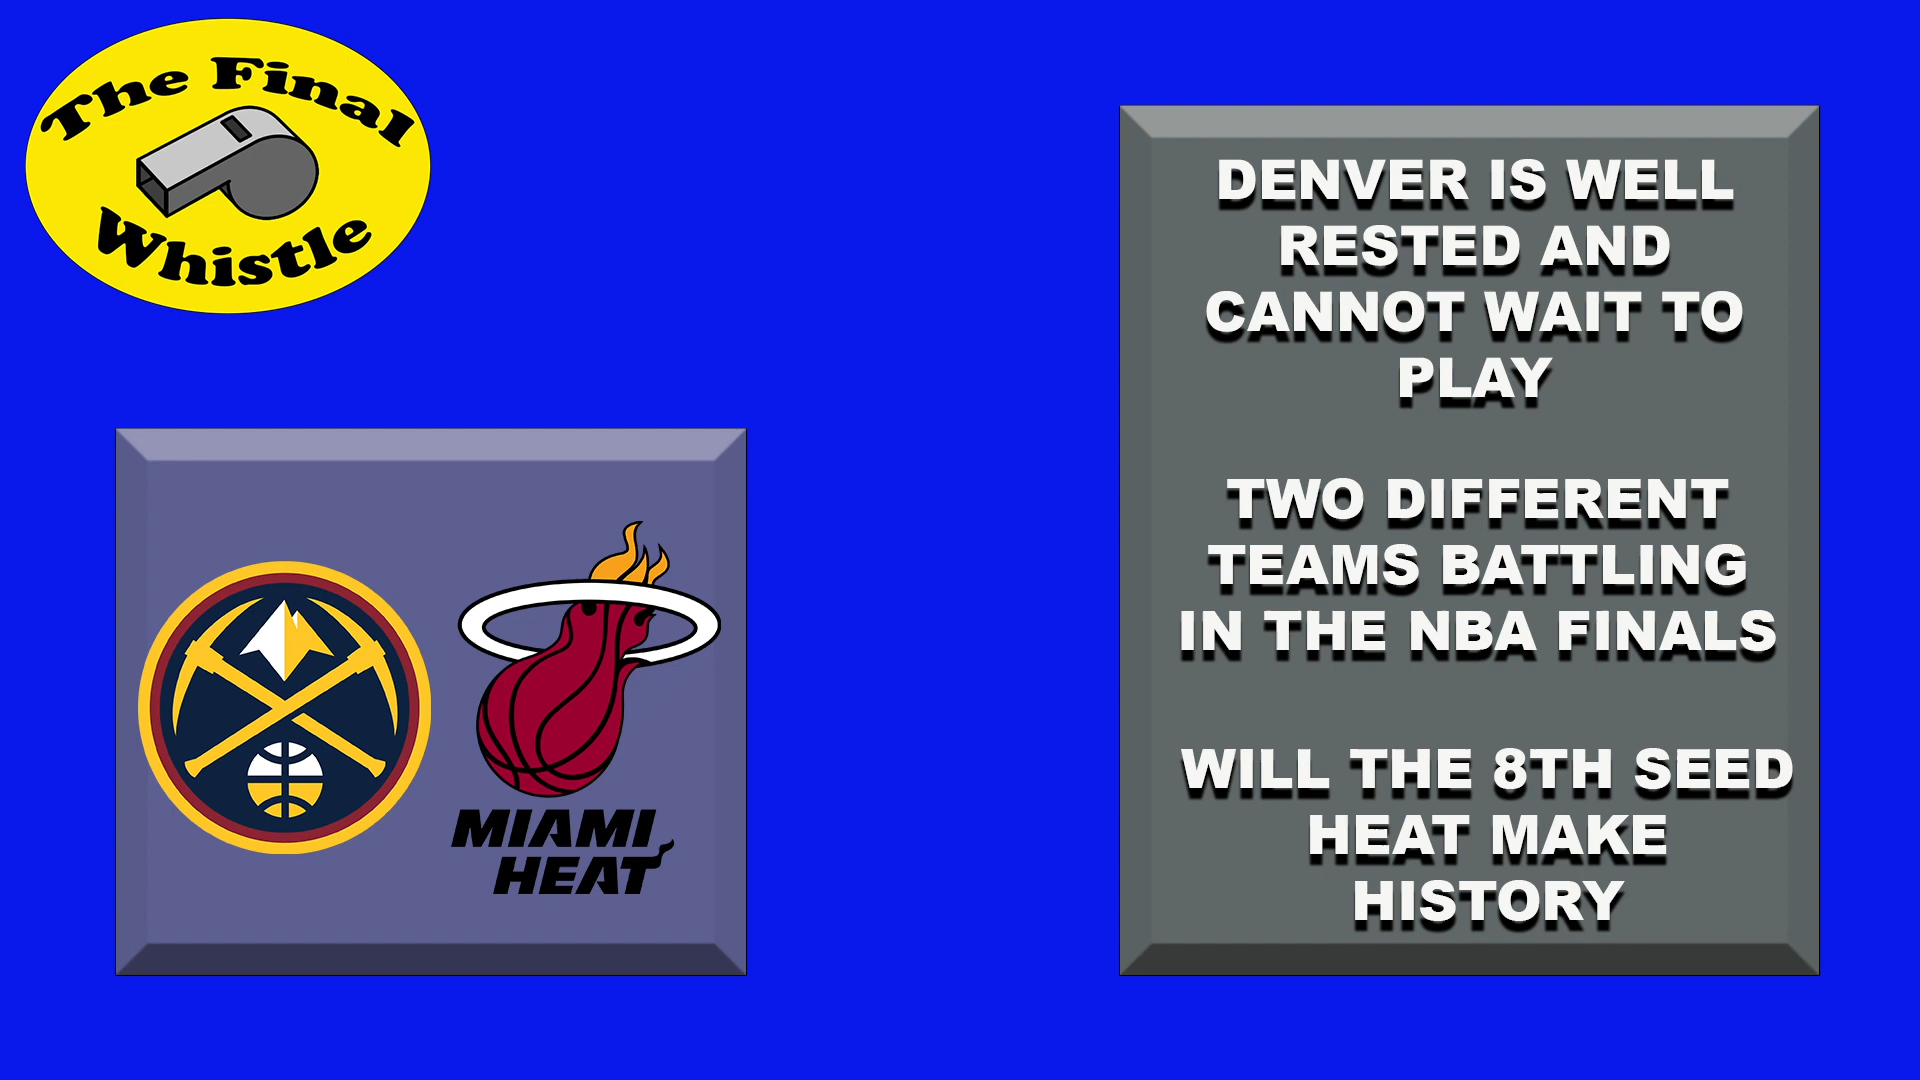 The Final
Whistle
MIAMI
HEAT
DENVER IS WELL
RESTED AND
CANNOT WAIT TO
PLAY
TWO DIFFERENT
TEAMS BATTLING
IN THE NBA FINALS
WILL THE 8TH SEED
HEAT MAKE
HISTORY